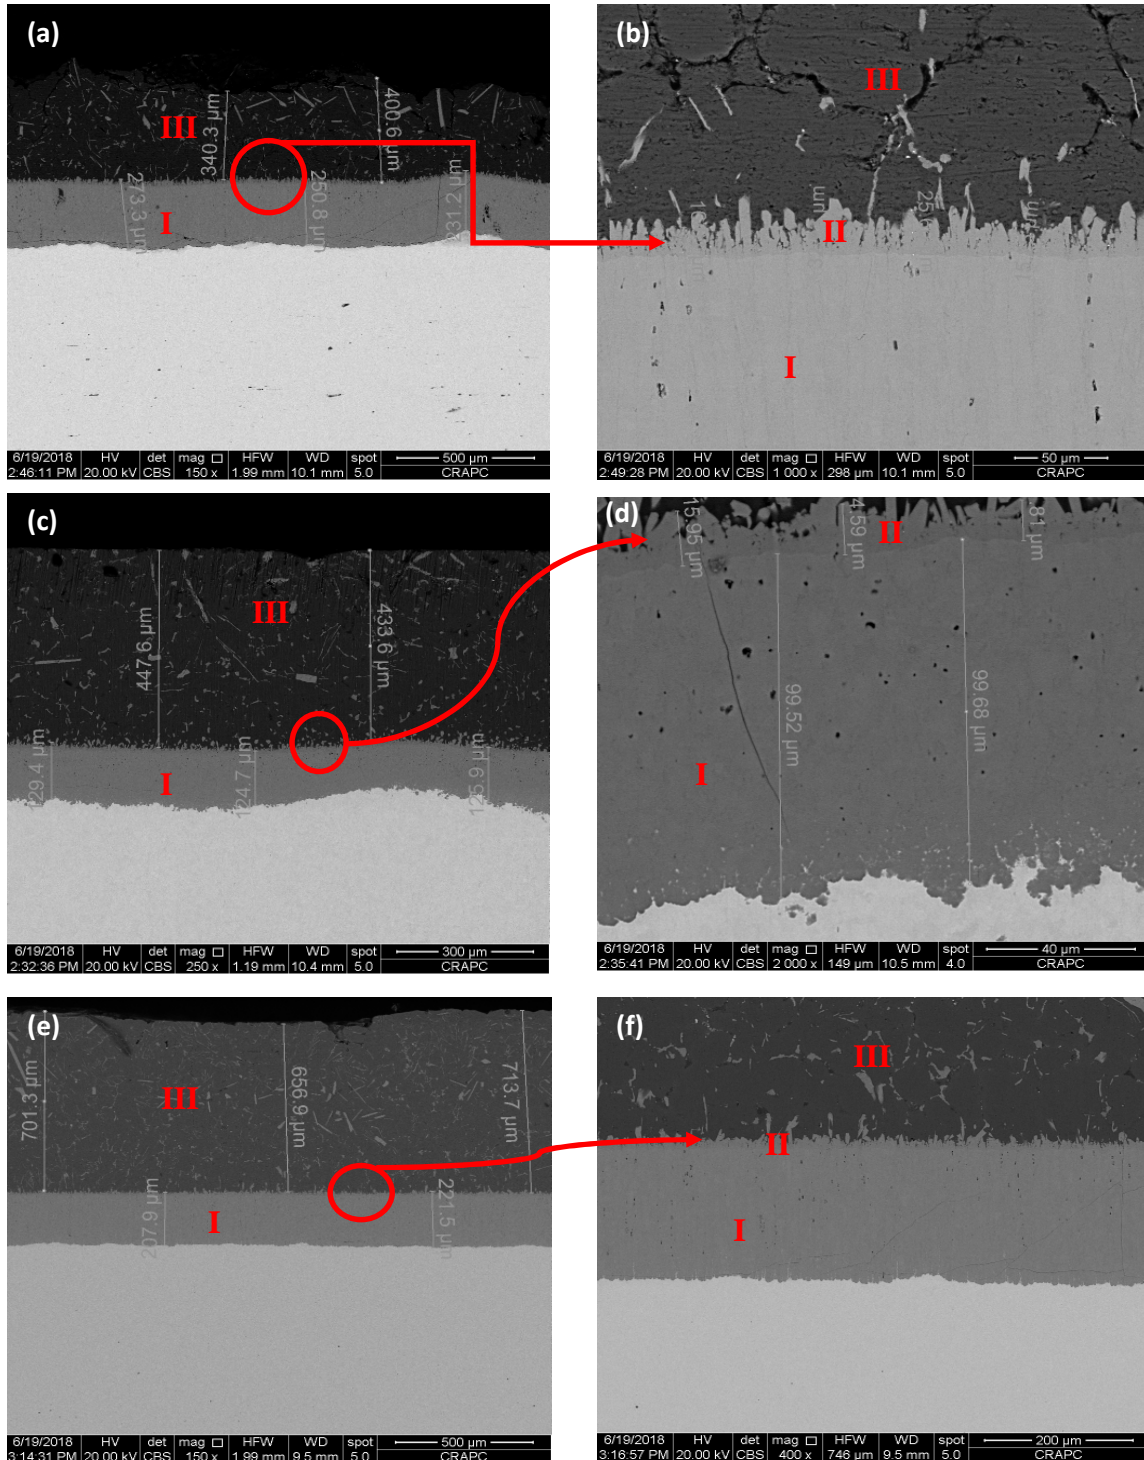 (a)
400.6 µm
340.3 µm
III
273.3 µm
I
250.8 µm
231.2 µm
6/19/2018 HV det mag HFW WD spot 500 µm
2:46:11 PM 20.00 kV CBS 150 x 1.99 mm 10.1 mm 5.0 CRAPC
(b)
III
II
I
6/19/2018 HV det mag HFW WD spot 50 µm
2:49:28 PM 20.00 kV CBS 1 000 x 298 µm 10.1 mm 5.0 CRAPC
(c)
III
447.6 µm
433.6 µm
I
129.4 µm
124.7 µm
6/19/2018 HV det mag HFW WD spot 300 µm
2:32:36 PM 20.00 kV CBS 250 x 1.19 mm 10.4 mm 5.0 CRAPC
(d)
15.95 µm
4.59 µm
II
81 µm
99.52 µm
99.68 µm
I
6/19/2018 HV det mag HFW WD spot 40 µm
2:35:41 PM 20.00 kV CBS 2 000 x 149 µm 10.5 mm 4.0 CRAPC
(e)
701.3 µm
III
656.9 µm
713.7 µm
207.9 µm
I
221.5 µm
6/19/2018 HV det mag HFW WD spot 500 µm
3:14:31 PM 20.00 kV CBS 150 x 1.99 mm 9.5 mm 5.0 CRAPC
(f)
III
II
I
6/19/2018 HV det mag HFW WD spot 200 µm
3:16:57 PM 20.00 kV CBS 400 x 746 µm 9.5 mm 5.0 CRAPC